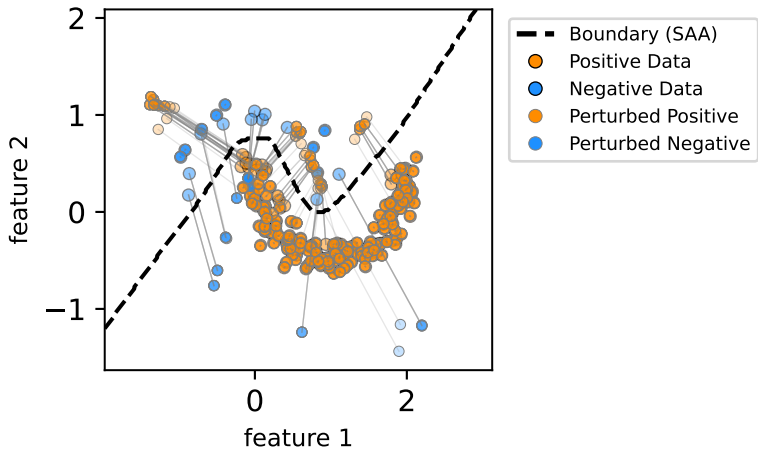 2
1
0
−1
feature 2
0
2
feature 1
Boundary (SAA)
Positive Data
Negative Data
Perturbed Positive
Perturbed Negative